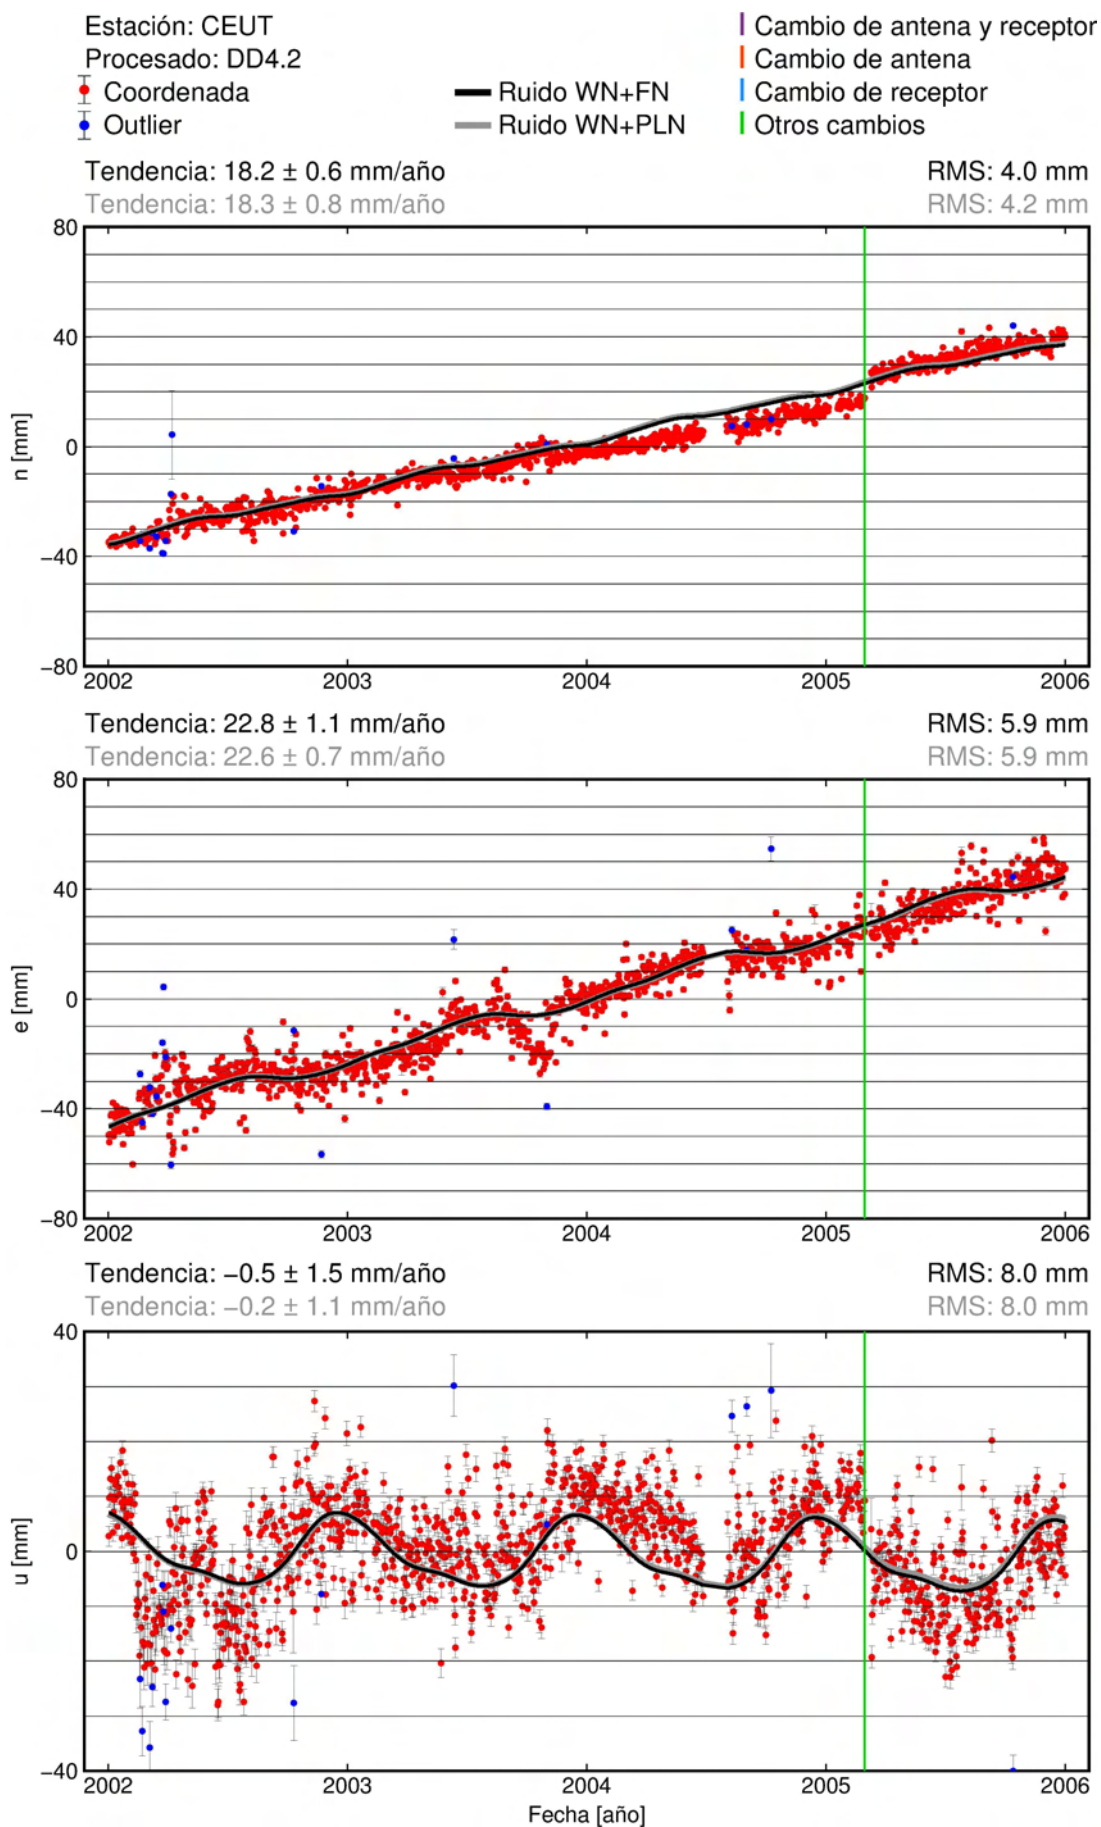 Estación: CEUT
Procesado: DD4.2
Coordenada
Outlier
Ruido WN+FN
Ruido WN+PLN
Cambio de antena y receptor
Cambio de antena
Cambio de receptor
Otros cambios
Tendencia: 18.2 ± 0.6 mm/año RMS: 4.0 mm
Tendencia: 18.3 ± 0.8 mm/año RMS: 4.2 mm
80
40
0
−40
−80
n [mm]
2002 2003 2004 2005 2006
Tendencia: 22.8 ± 1.1 mm/año RMS: 5.9 mm
Tendencia: 22.6 ± 0.7 mm/año RMS: 5.9 mm
80
40
0
−40
−80
e [mm]
2002 2003 2004 2005 2006
Tendencia: −0.5 ± 1.5 mm/año RMS: 8.0 mm
Tendencia: −0.2 ± 1.1 mm/año RMS: 8.0 mm
40
0
−40
u [mm]
2002 2003 2004 2005 2006
Fecha [año]